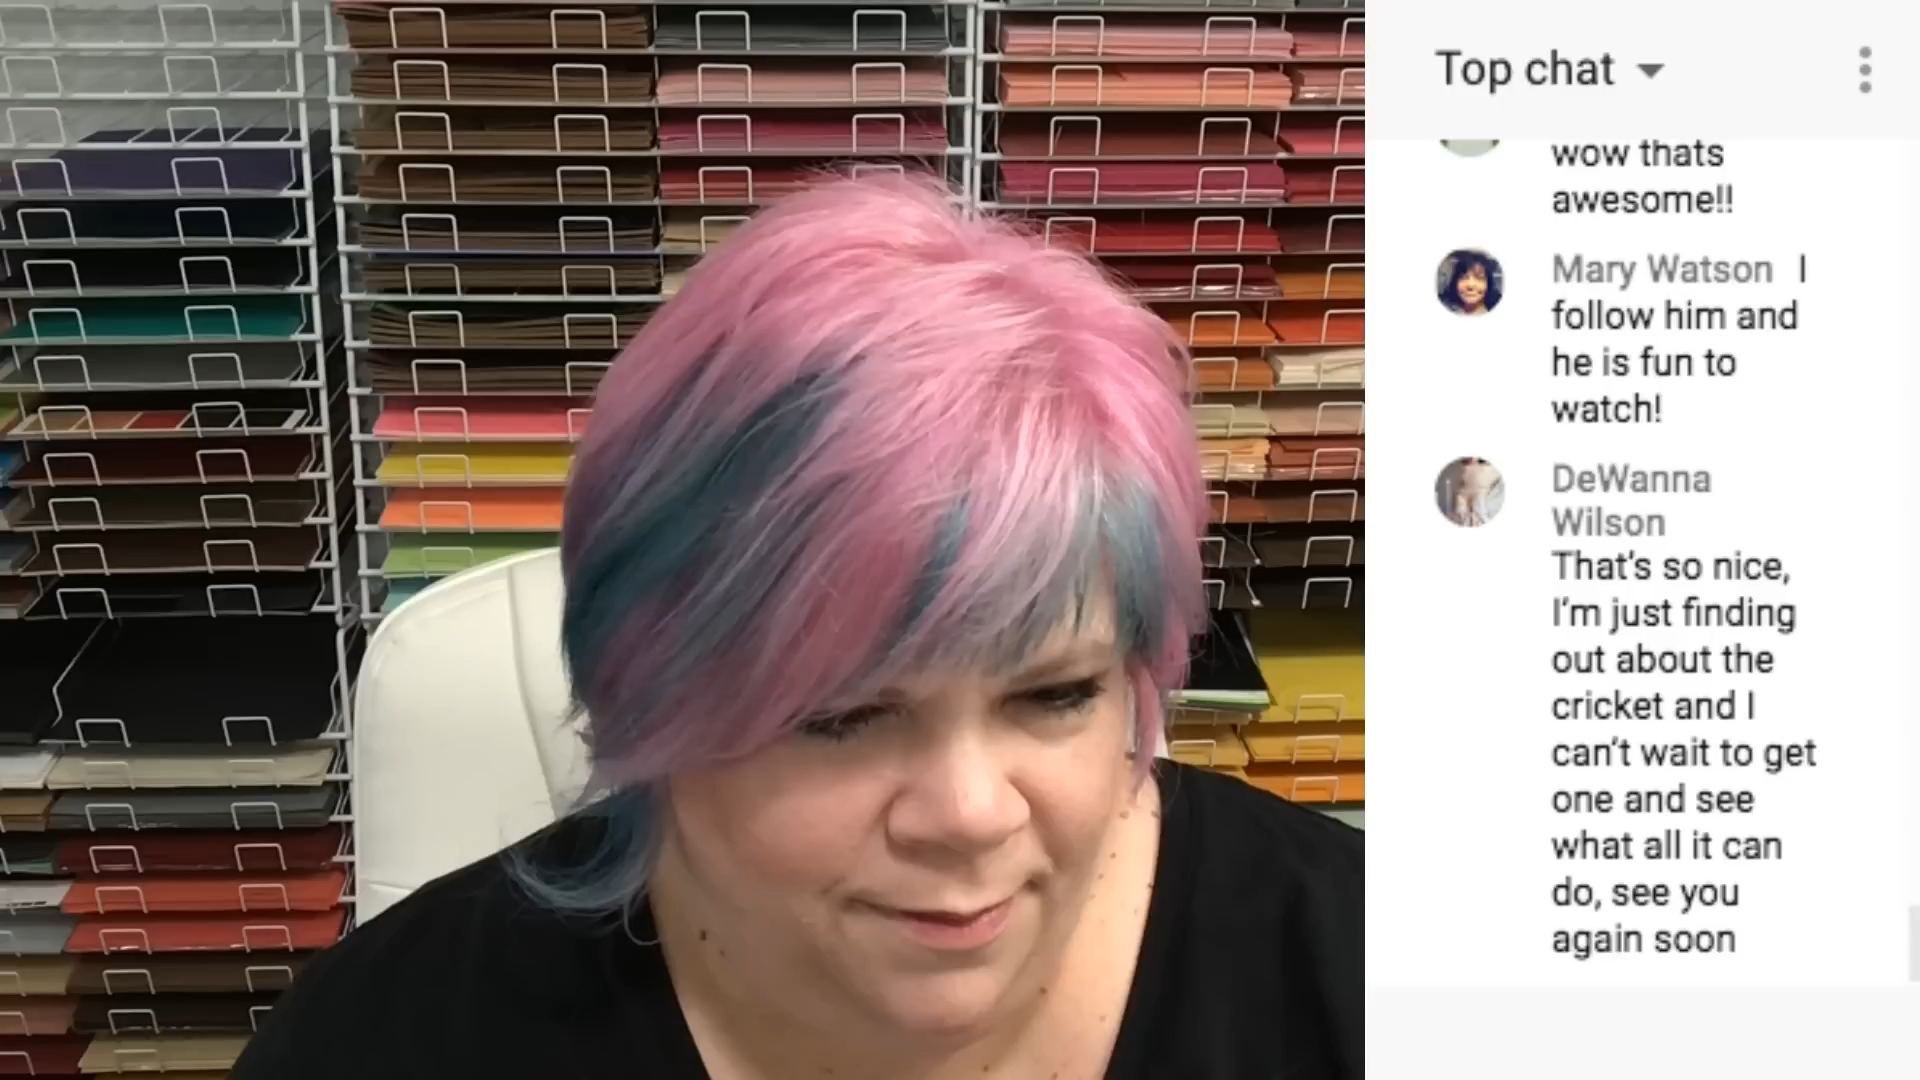 Top chat
wow thats
awesome!!
Mary Watson I
follow him and
he is fun to
watch!
DeWanna
Wilson
That's so nice,
I'm just finding
out about the
cricket and I
can't wait to get
one and see
what all it can
do, see you
again soon